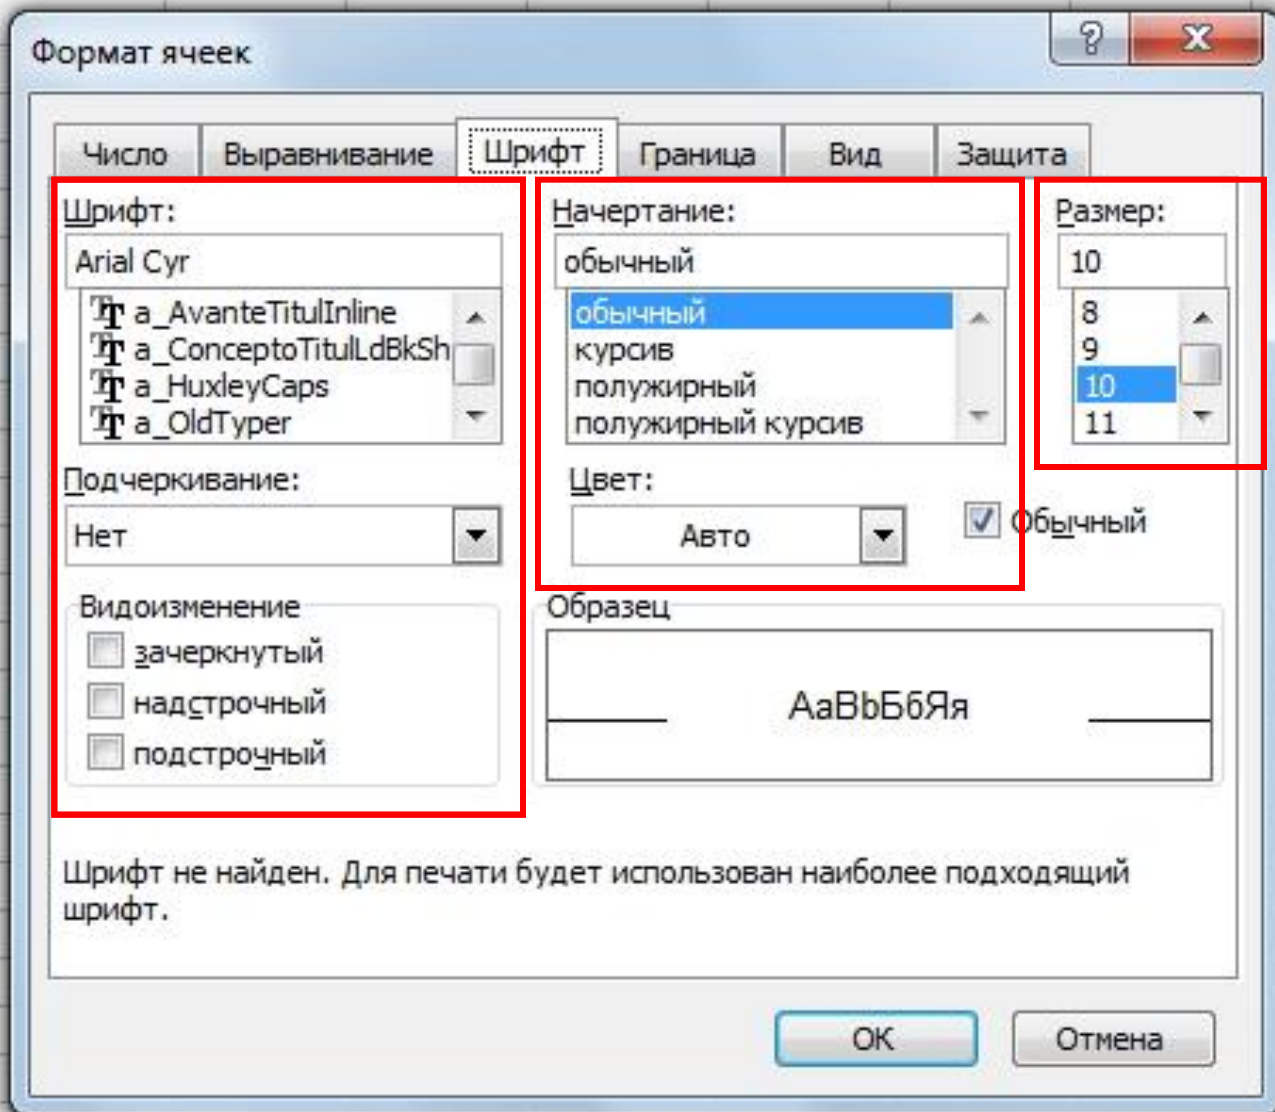 Формат ячеек
Число Выравнивание Шрифт Граница Вид Защита
Шрифт: Начертание: Размер:
Arial Cyr обычный 10
a_AvanteTitulInline обычный 8
a_ConceptoTitulLdBkSh курсив 9
a_HuxleyCaps полужирный 10
a_OldTyper полужирный курсив 11
Подчеркивание: Цвет:
Нет Авто Обычный
Видоизменение Образец
зачеркнутый
надстрочный АаВbБбЯя
подстрочный
Шрифт не найден. Для печати будет использован наиболее подходящий
шрифт.
ОК Отмена